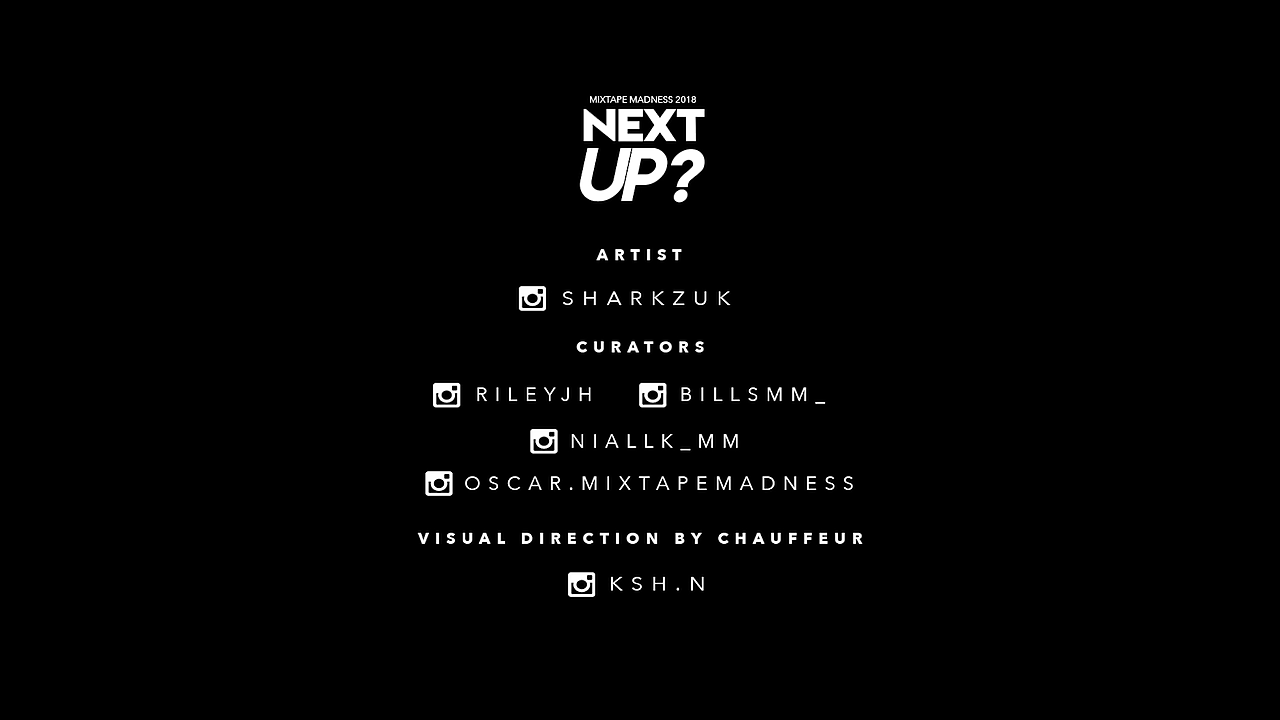 MIXTAPE MADNESS 2018
NEXT
UP?
ARTIST
SHARKZUK
CURATORS
RILEYJH BILLSMM_
NIALLK_MM
OSCAR.MIXTAPEMADNESS
VISUAL DIRECTION BY CHAUFFEUR
KSH.N